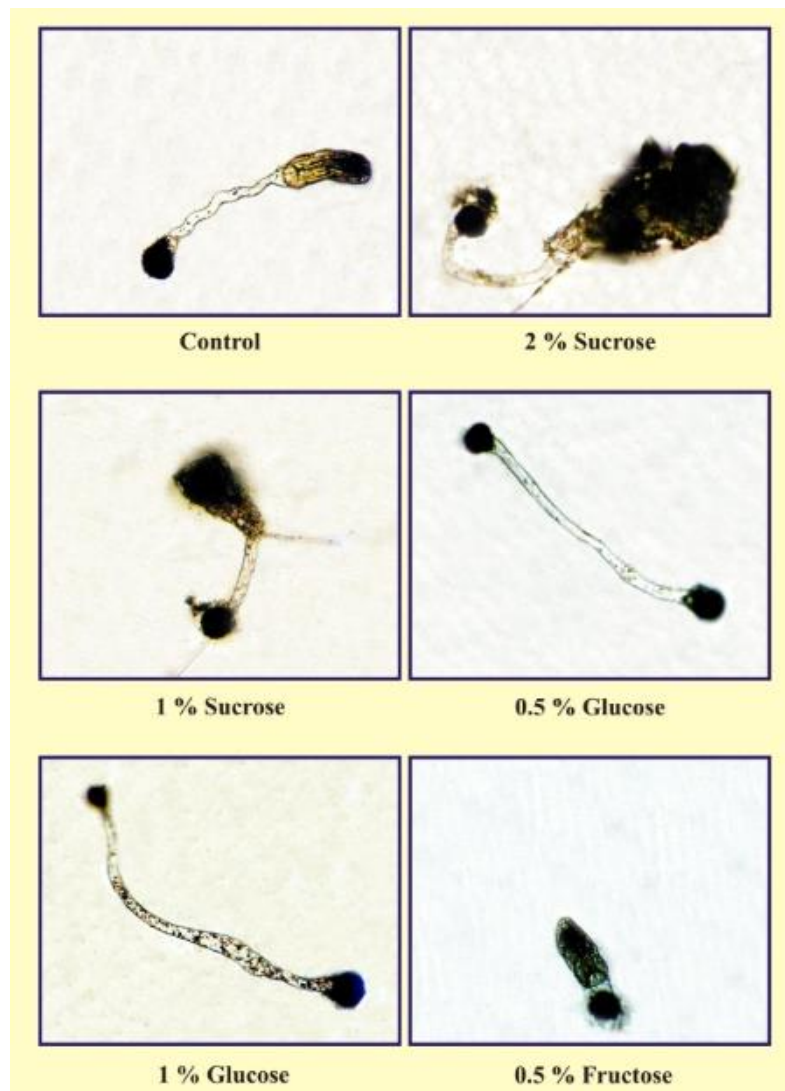 Control
2 % Sucrose
1 % Sucrose
0.5 % Glucose
1 % Glucose
0.5 % Fructose